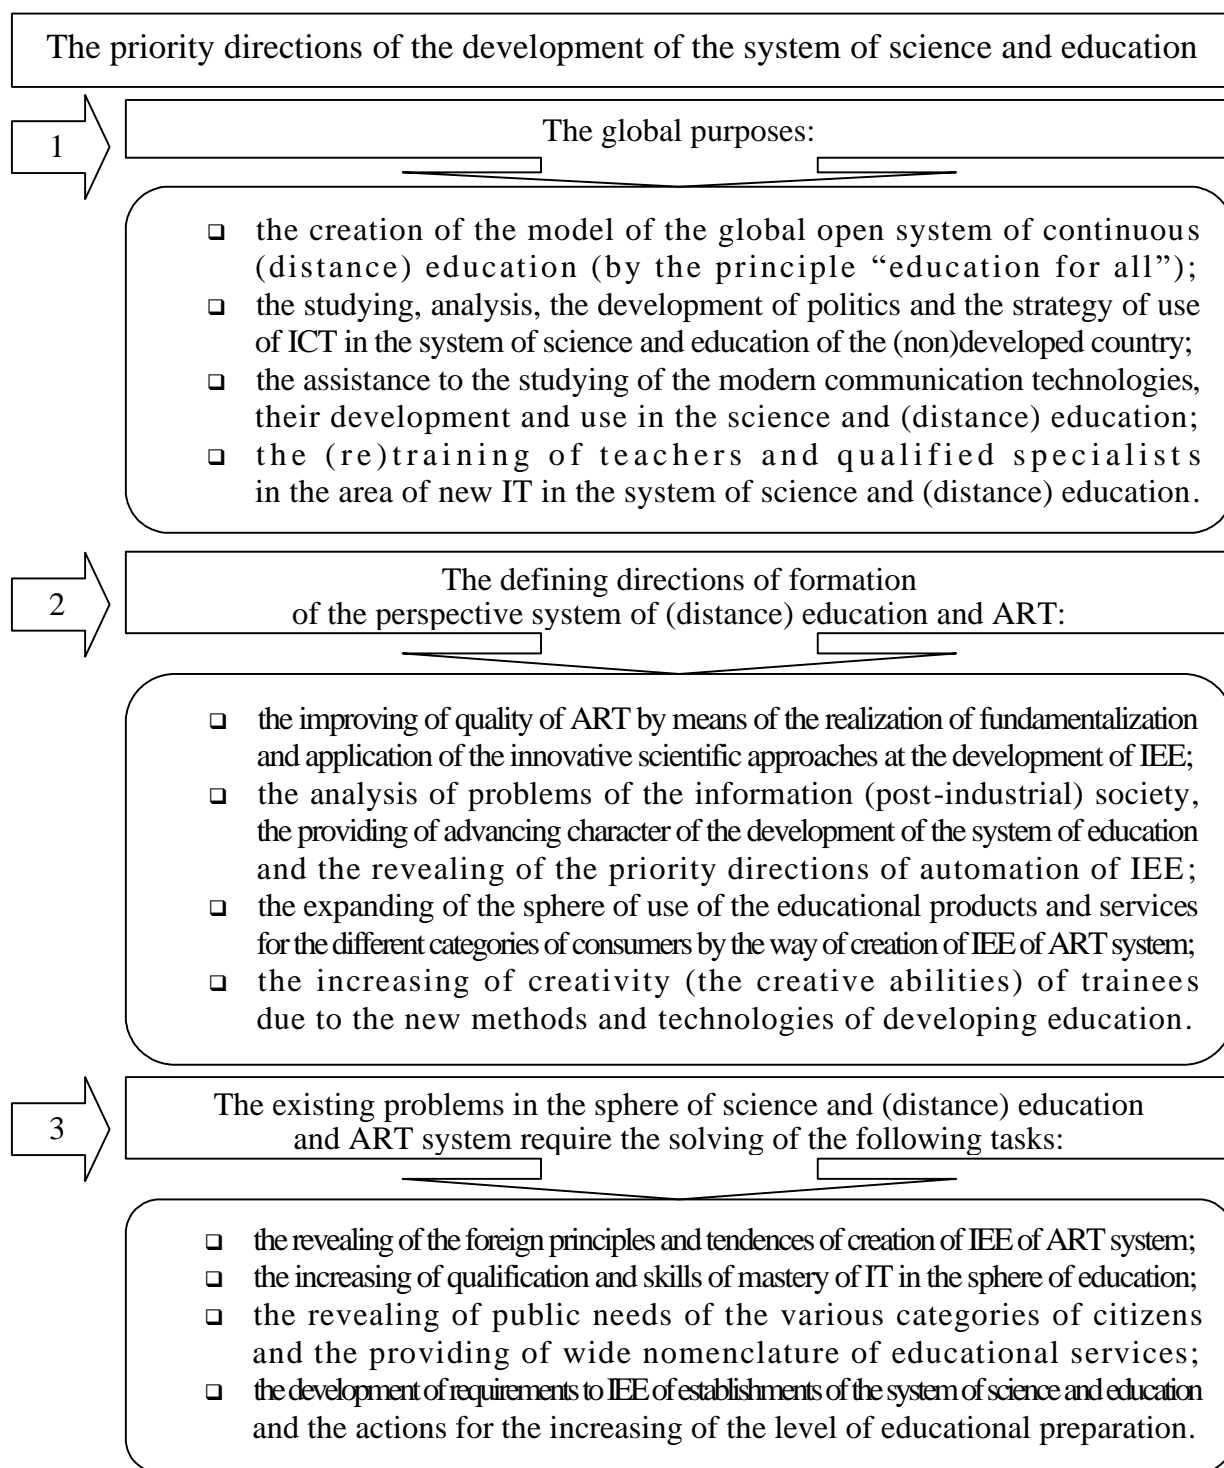 The priority directions of the development of the system of science and education
1
The global purposes:
❑ the creation of the model of the global open system of continuous
(distance) education (by the principle “education for all”);
❑ the studying, analysis, the development of politics and the strategy of use
of ICT in the system of science and education of the (non)developed country;
❑ the assistance to the studying of the modern communication technologies,
their development and use in the science and (distance) education;
❑ the (re)training of teachers and qualified specialists
in the area of new IT in the system of science and (distance) education.
2
The defining directions of formation
of the perspective system of (distance) education and ART:
❑ the improving of quality of ART by means of the realization of fundamentalization
and application of the innovative scientific approaches at the development of IEE;
❑ the analysis of problems of the information (post-industrial) society,
the providing of advancing character of the development of the system of education
and the revealing of the priority directions of automation of IEE;
❑ the expanding of the sphere of use of the educational products and services
for the different categories of consumers by the way of creation of IEE of ART system;
❑ the increasing of creativity (the creative abilities) of trainees
due to the new methods and technologies of developing education.
3
The existing problems in the sphere of science and (distance) education
and ART system require the solving of the following tasks:
❑ the revealing of the foreign principles and tendences of creation of IEE of ART system;
❑ the increasing of qualification and skills of mastery of IT in the sphere of education;
❑ the revealing of public needs of the various categories of citizens
and the providing of wide nomenclature of educational services;
❑ the development of requirements to IEE of establishments of the system of science and education
and the actions for the increasing of the level of educational preparation.